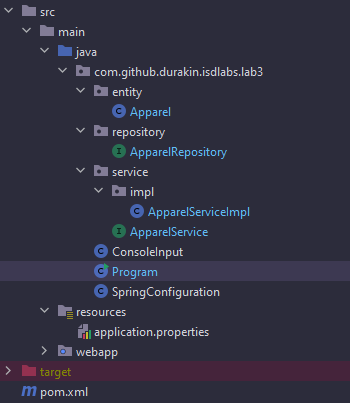 src
main
java
com.github.durakin.isdlabs.lab3
entity
Apparel
repository
ApparelRepository
service
impl
ApparelServiceImpl
ApparelService
ConsoleInput
Program
SpringConfiguration
resources
application.properties
webapp
target
pom.xml